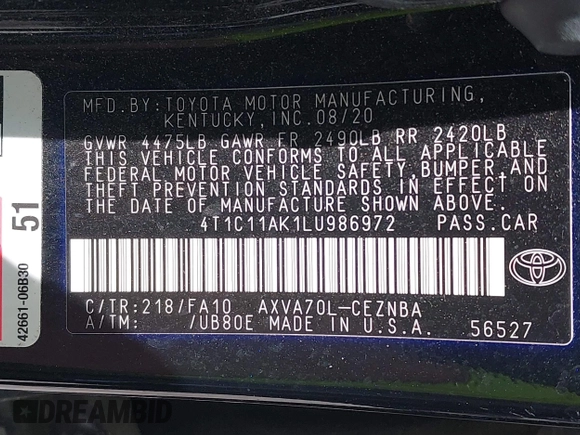 MFD.BY:TOYOTA MOTOR MANUFACTURING,
KENTUCKY,INC.08/20
GVWR 4475LB GAWR FR 2490LB RR 2420LB
THIS VEHICLE CONFORMS TO ALL APPLICABLE
FEDERAL MOTOR VEHICLE SAFETY,BUMPER,AND
THEFT PREVENTION STANDARDS IN EFFECT ON
THE DATE OF MANUFACTURE SHOWN ABOVE.
4T1C11AK1LU986972 PASS.CAR
C/TR:218/FA10 AXVA70L-CEZNBA
A/TM: /UB80E MADE IN U.S.A. 56527
TOYOTA
51
42661-06B30
DREAMBID